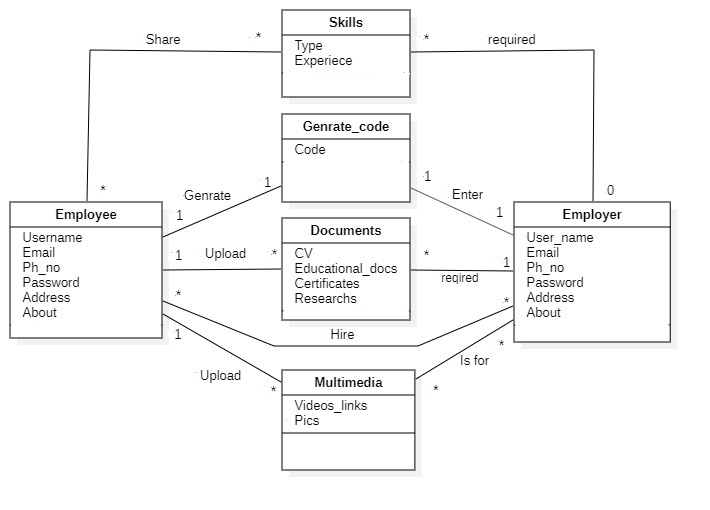 Skills
Share * * required
Type
Experiece
Genrate_code
Code
* 1 1 0
Genrate Enter
1 1
Employee Documents Employer
Username
Email
Ph_no
Password
Address
About
1 Upload *
CV
Educational_docs
Certificates
Researchs
* 1
reqired
User_name
Email
Ph_no
Password
Address
About
* *
Hire
1 *
Upload Is for
* *
Multimedia
Videos_links
Pics